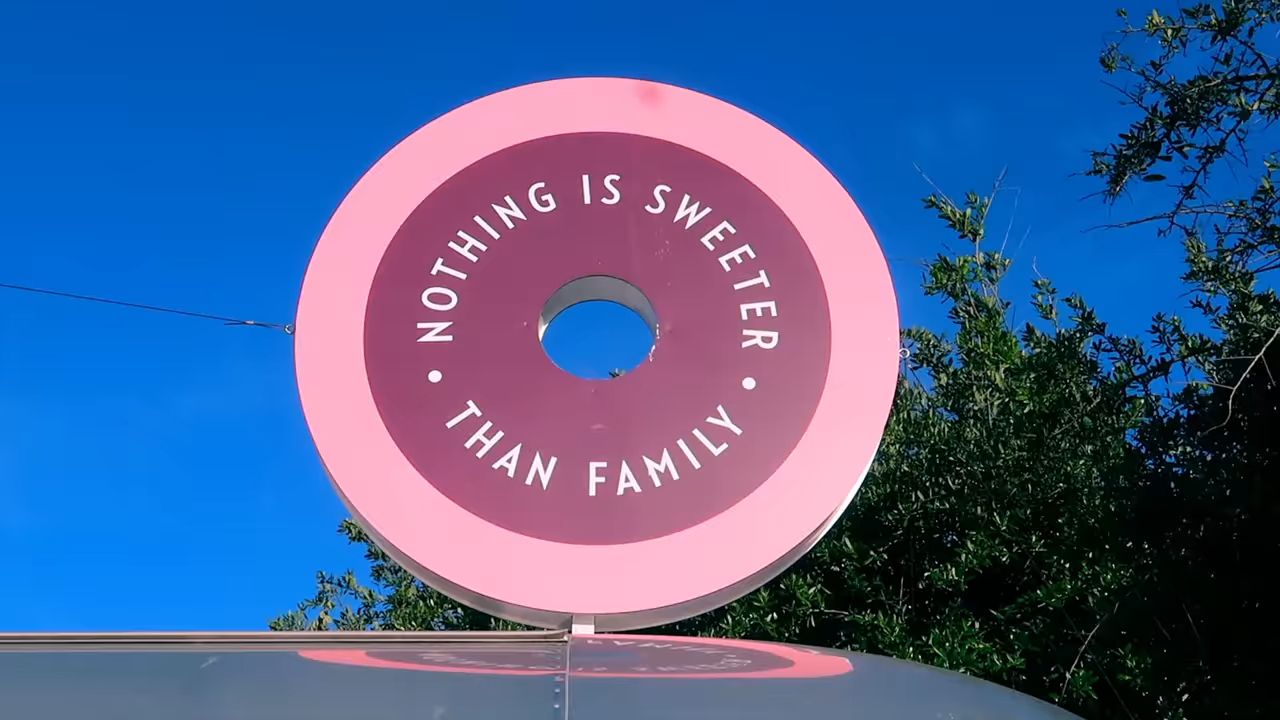 NOTHING IS SWEETER
• THAN FAMILY •